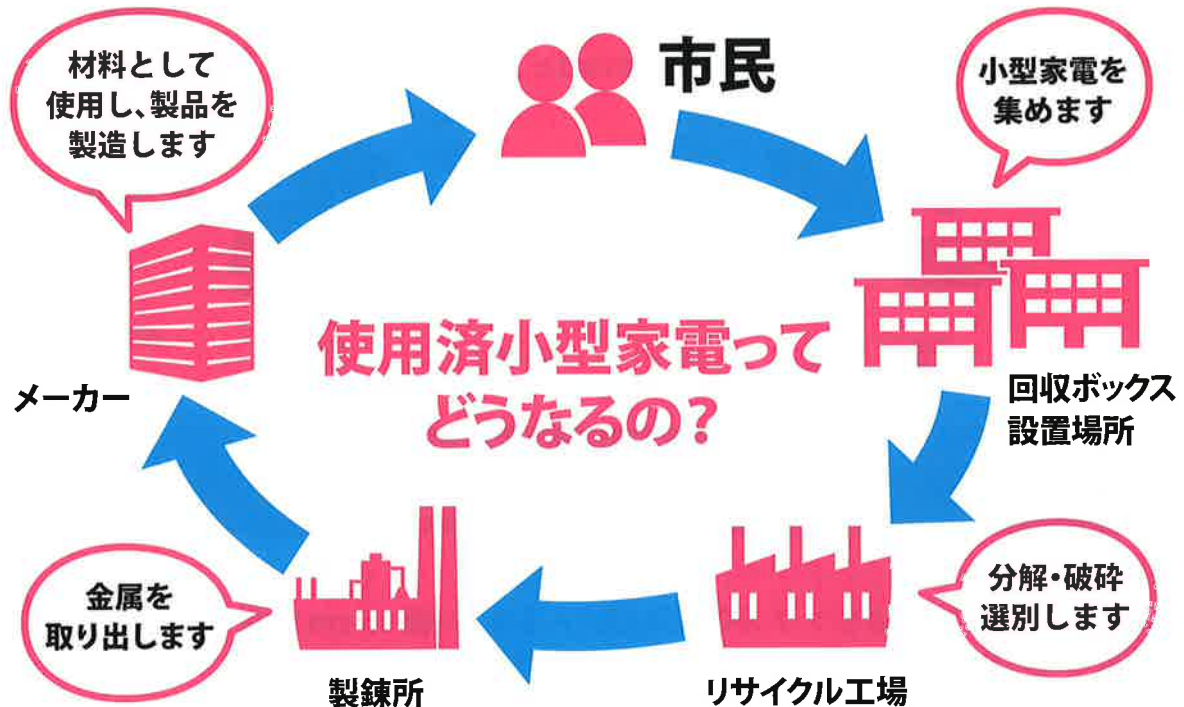 市民
小型家電を
集めます
回収ボックス
設置場所
分解・破砕
選別します
リサイクル工場
製錬所
金属を
取り出します
メーカー
材料として
使用し、製品を
製造します
使用済小型家電って
どうなるの？